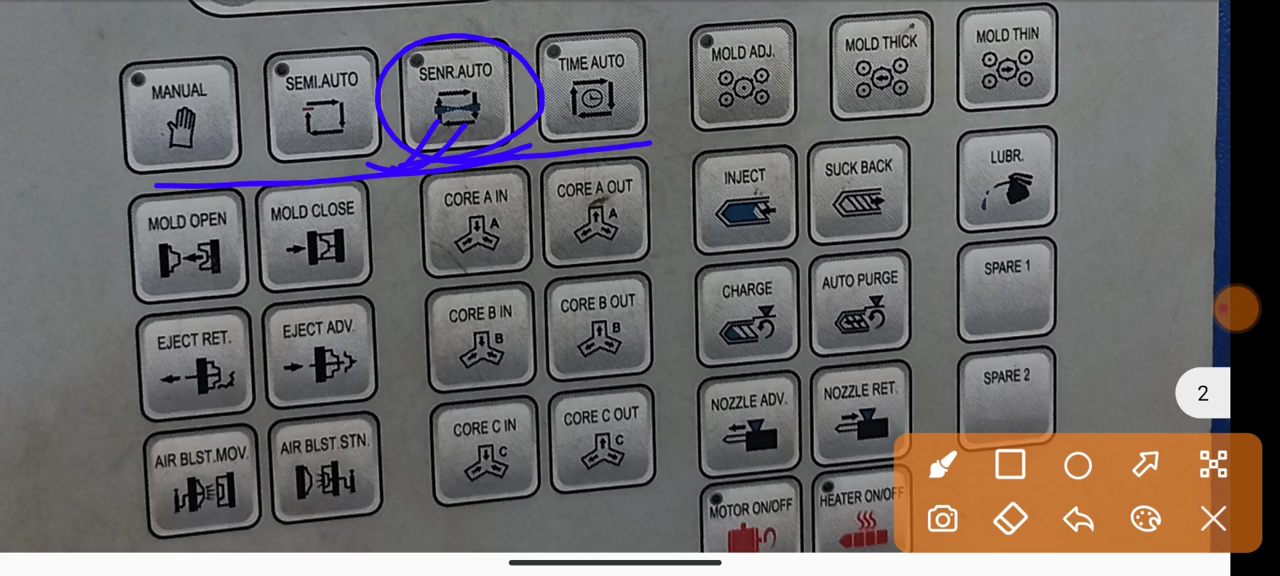 MANUAL
SEMI.AUTO
SENR.AUTO
TIME AUTO
MOLD ADJ.
MOLD THICK
MOLD THIN
MOLD OPEN
MOLD CLOSE
CORE A IN
A
CORE A OUT
A
INJECT
SUCK BACK
LUBR.
EJECT RET.
EJECT ADV.
CORE B IN
B
CORE B OUT
B
CHARGE
AUTO PURGE
SPARE 1
AIR BLST.MOV.
AIR BLST.STN.
CORE C IN
C
CORE C OUT
C
NOZZLE ADV.
NOZZLE RET.
SPARE 2
MOTOR ON/OFF
HEATER ON/OFF
2